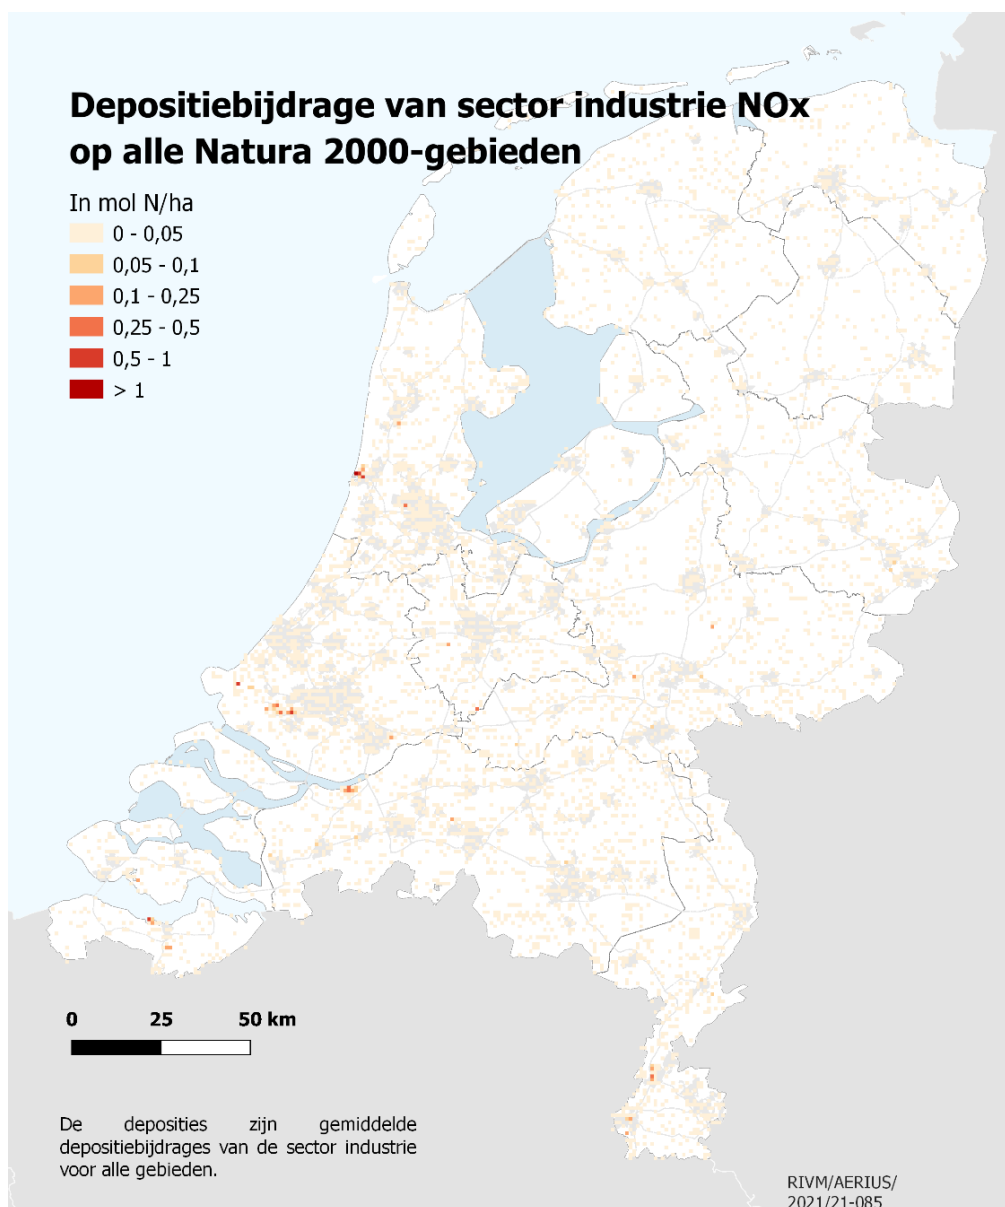 Depositiebijdrage van sector industrie NOx
op alle Natura 2000-gebieden
In mol N/ha
0 - 0,05
0,05 - 0,1
0,1 - 0,25
0,25 - 0,5
0,5 - 1
> 1
0 25 50 km
De deposities zijn gemiddelde
depositiebijdrages van de sector industrie
voor alle gebieden.
RIVM/AERIUS/
2021/21-085